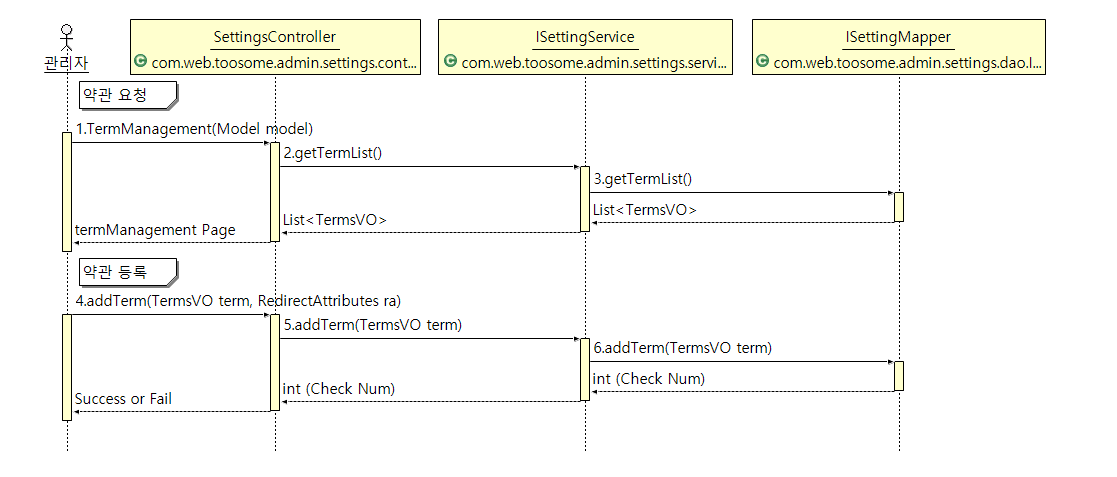 SettingsController
ISettingService
ISettingMapper
관리자
com.web.toosome.admin.settings.cont...
com.web.toosome.admin.settings.servi...
com.web.toosome.admin.settings.dao.I...
약관 요청
1.TermManagement(Model model)
2.getTermList()
3.getTermList()
List<TermsVO>
List<TermsVO>
termManagement Page
약관 등록
4.addTerm(TermsVO term, RedirectAttributes ra)
5.addTerm(TermsVO term)
6.addTerm(TermsVO term)
int (Check Num)
int (Check Num)
Success or Fail